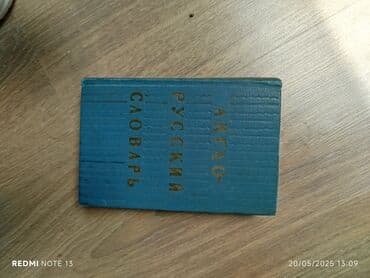 АНГЛО-
РУССКИЙ
СЛОВАРЬ
REDMI NOTE 13
20/05/2025 13:09